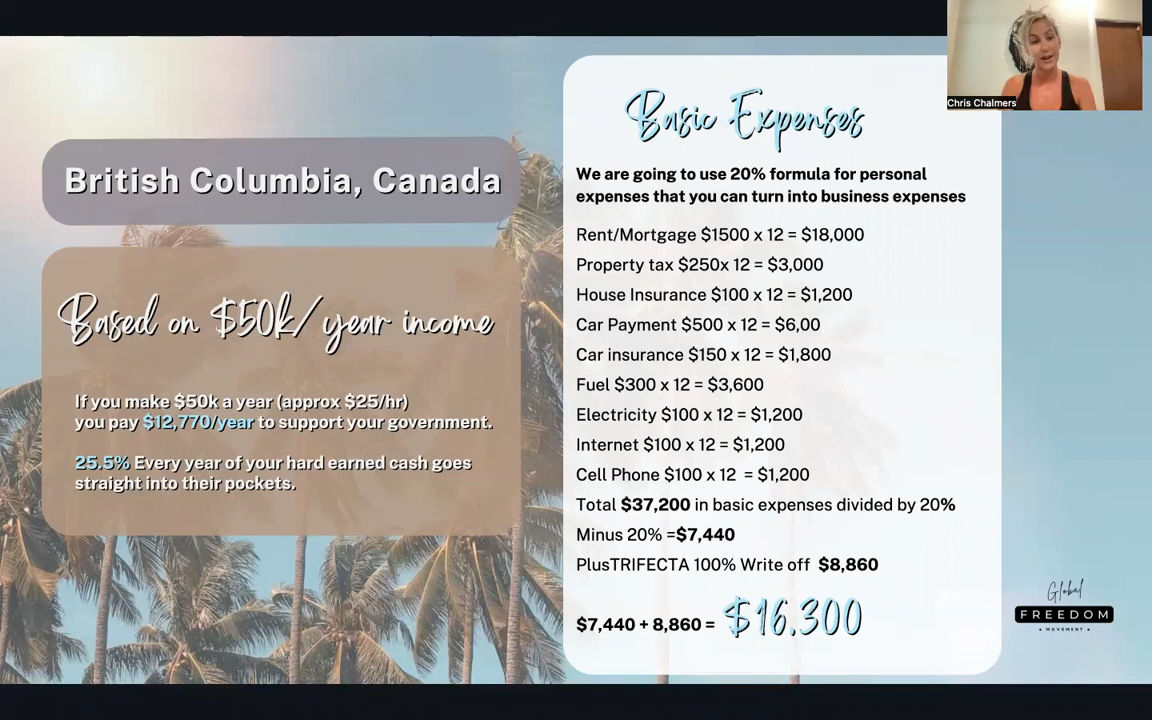 Chris Chalmers
British Columbia, Canada
Based on $50k/year income
If you make $50k a year (approx $25/hr)
you pay $12,770/year to support your government.
25.5% Every year of your hard earned cash goes
straight into their pockets.
Basic Expenses
We are going to use 20% formula for personal
expenses that you can turn into business expenses
Rent/Mortgage $1500 x 12 = $18,000
Property tax $250x 12 = $3,000
House Insurance $100 x 12 = $1,200
Car Payment $500 x 12 = $6,00
Car insurance $150 x 12 = $1,800
Fuel $300 x 12 = $3,600
Electricity $100 x 12 = $1,200
Internet $100 x 12 = $1,200
Cell Phone $100 x 12  = $1,200
Total $37,200 in basic expenses divided by 20%
Minus 20% =$7,440
PlusTRIFECTA 100% Write off  $8,860
$7,440 + 8,860 = $16.300
Global
FREEDOM
MOVEMENT